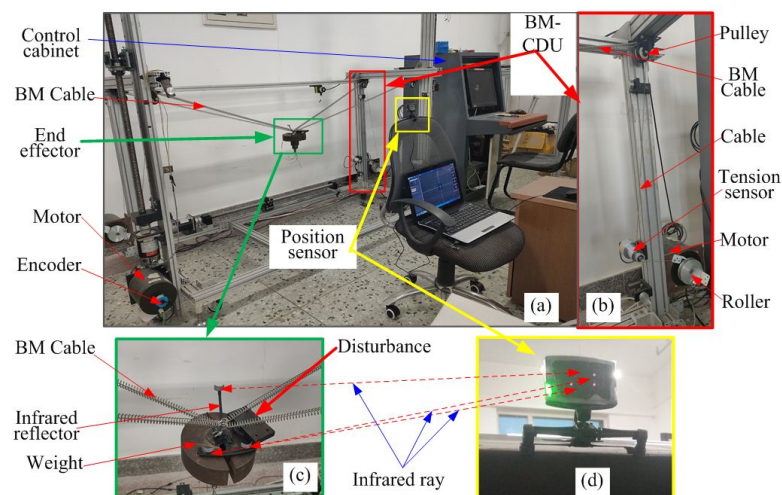 Control
cabinet
BM-
CDU
Pulley
BM Cable
BM
Cable
End
effector
Cable
Tension
sensor
Motor
Position
sensor
Motor
Encoder
(a)
(b)
Roller
BM Cable
Disturbance
Infrared
reflector
Weight
(c)
Infrared ray
(d)